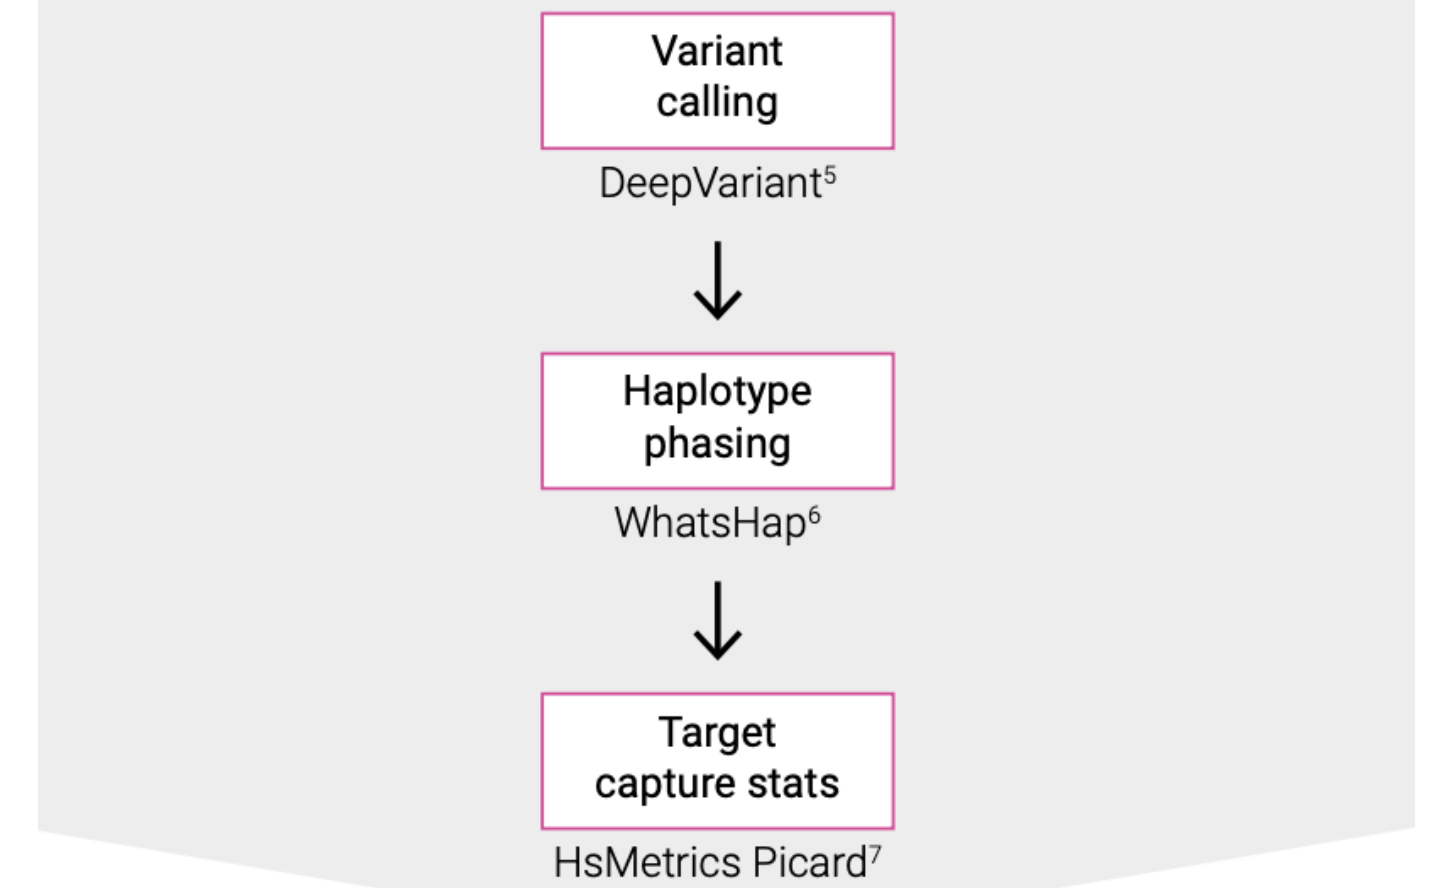 Variant
calling
DeepVariant⁵
Haplotype
phasing
WhatsHap⁶
Target
capture stats
HsMetrics Picard⁷